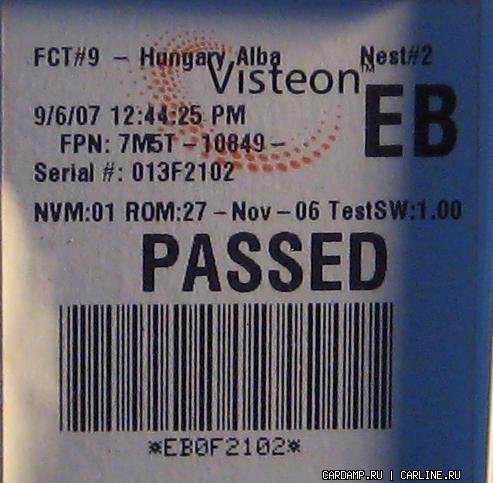 FCT#9 - Hungary Alba Nest#2
Visteon™
9/6/07 12:44:25 PM
EB
FPN: 7M5T-10849-
Serial #: 013F2102
NVM:01 ROM:27-Nov-06 TestSW:1.00
PASSED
*EB0F2102*
CARDAMP.RU | CARLINE.RU